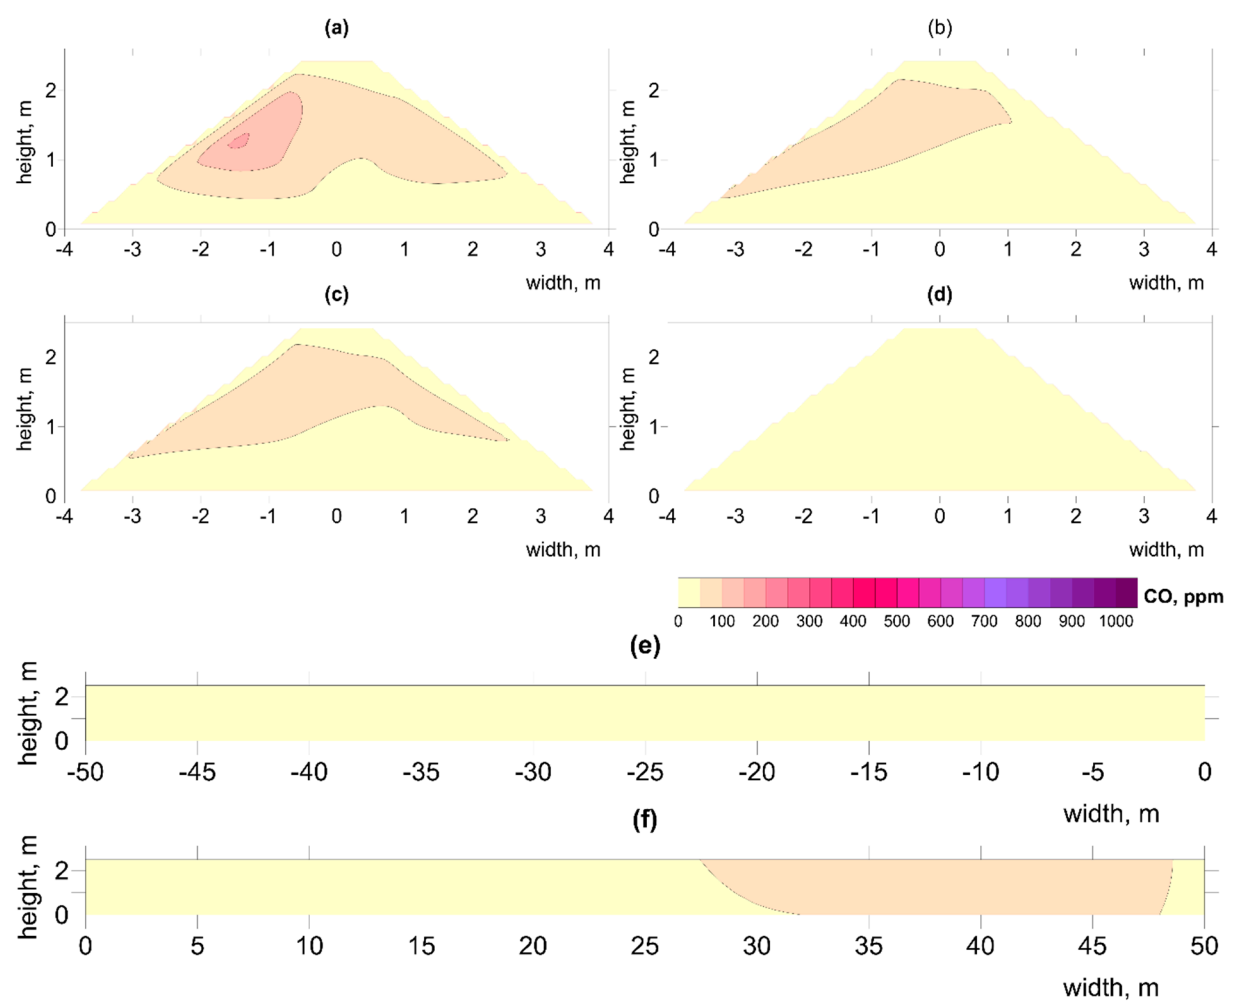 (a) (b)
height, m 2 1 0 height, m 2 1 0
-4 -3 -2 -1 0 1 2 3 4 -4 -3 -2 -1 0 1 2 3 4
width, m width, m
(c) (d)
height, m 2 1 0 height, m 2 1 0
-4 -3 -2 -1 0 1 2 3 4 -4 -3 -2 -1 0 1 2 3 4
width, m width, m
CO, ppm
0 100 200 300 400 500 600 700 800 900 1000
(e)
height, m 2 0
-50 -45 -40 -35 -30 -25 -20 -15 -10 -5 0
width, m
(f)
height, m 2 0
0 5 10 15 20 25 30 35 40 45 50
width, m